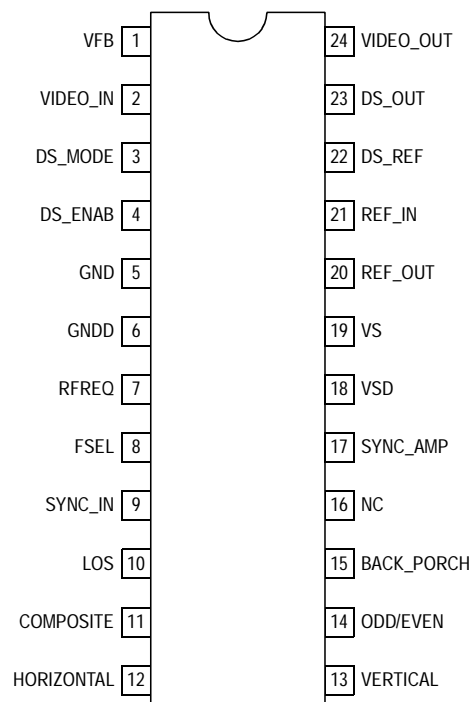 VFB 1 24 VIDEO_OUT
VIDEO_IN 2 23 DS_OUT
DS_MODE 3 22 DS_REF
DS_ENAB 4 21 REF_IN
GND 5 20 REF_OUT
GNDD 6 19 VS
RFREQ 7 18 VSD
FSEL 8 17 SYNC_AMP
SYNC_IN 9 16 NC
LOS 10 15 BACK_PORCH
COMPOSITE 11 14 ODD/EVEN
HORIZONTAL 12 13 VERTICAL